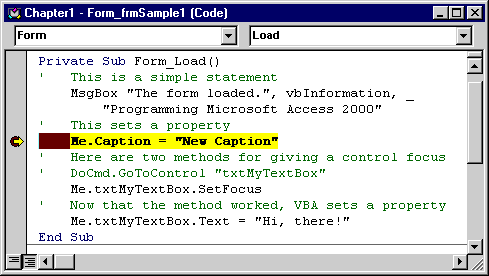 Chapter1 - Form_frmSample1 (Code)
Form Load
Private Sub Form_Load()
'   This is a simple statement
    MsgBox "The form loaded.", vbInformation, _
        "Programming Microsoft Access 2000"
'   This sets a property
    Me.Caption = "New Caption"
'   Here are two methods for giving a control focus
'   DoCmd.GoToControl "txtMyTextBox"
    Me.txtMyTextBox.SetFocus
'   Now that the method worked, VBA sets a property
    Me.txtMyTextBox.Text = "Hi, there!"
End Sub